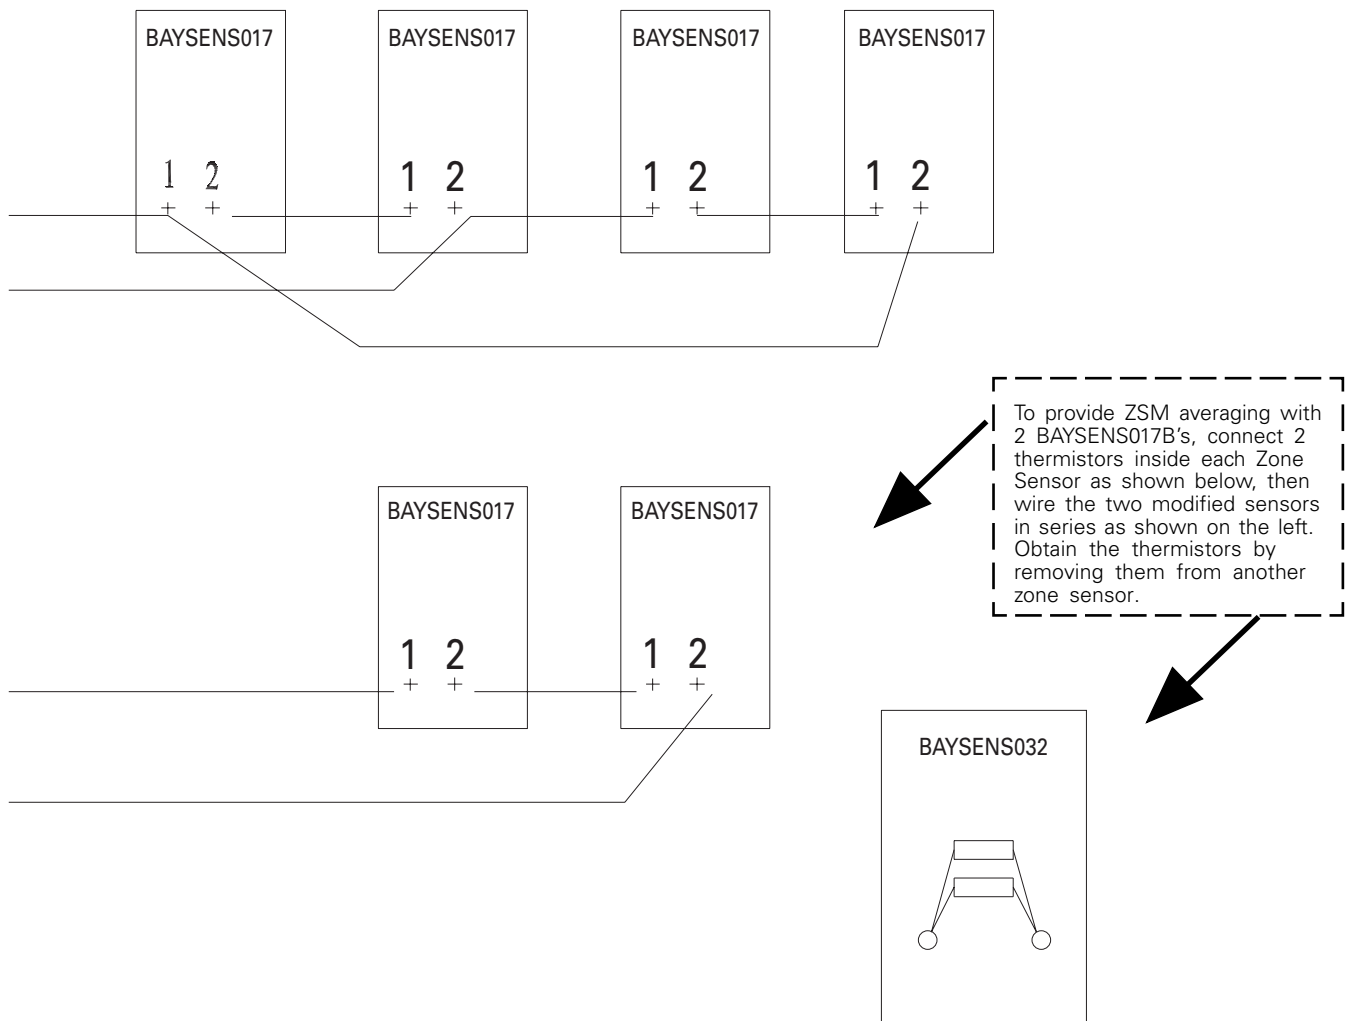 BAYSENS017 BAYSENS017 BAYSENS017 BAYSENS017
1 2 1 2 1 2 1 2
To provide ZSM averaging with
2 BAYSENS017B's, connect 2
thermistors inside each Zone
Sensor as shown below, then
wire the two modified sensors
in series as shown on the left.
Obtain the thermistors by
removing them from another
zone sensor.
BAYSENS017 BAYSENS017
1 2 1 2
BAYSENS032